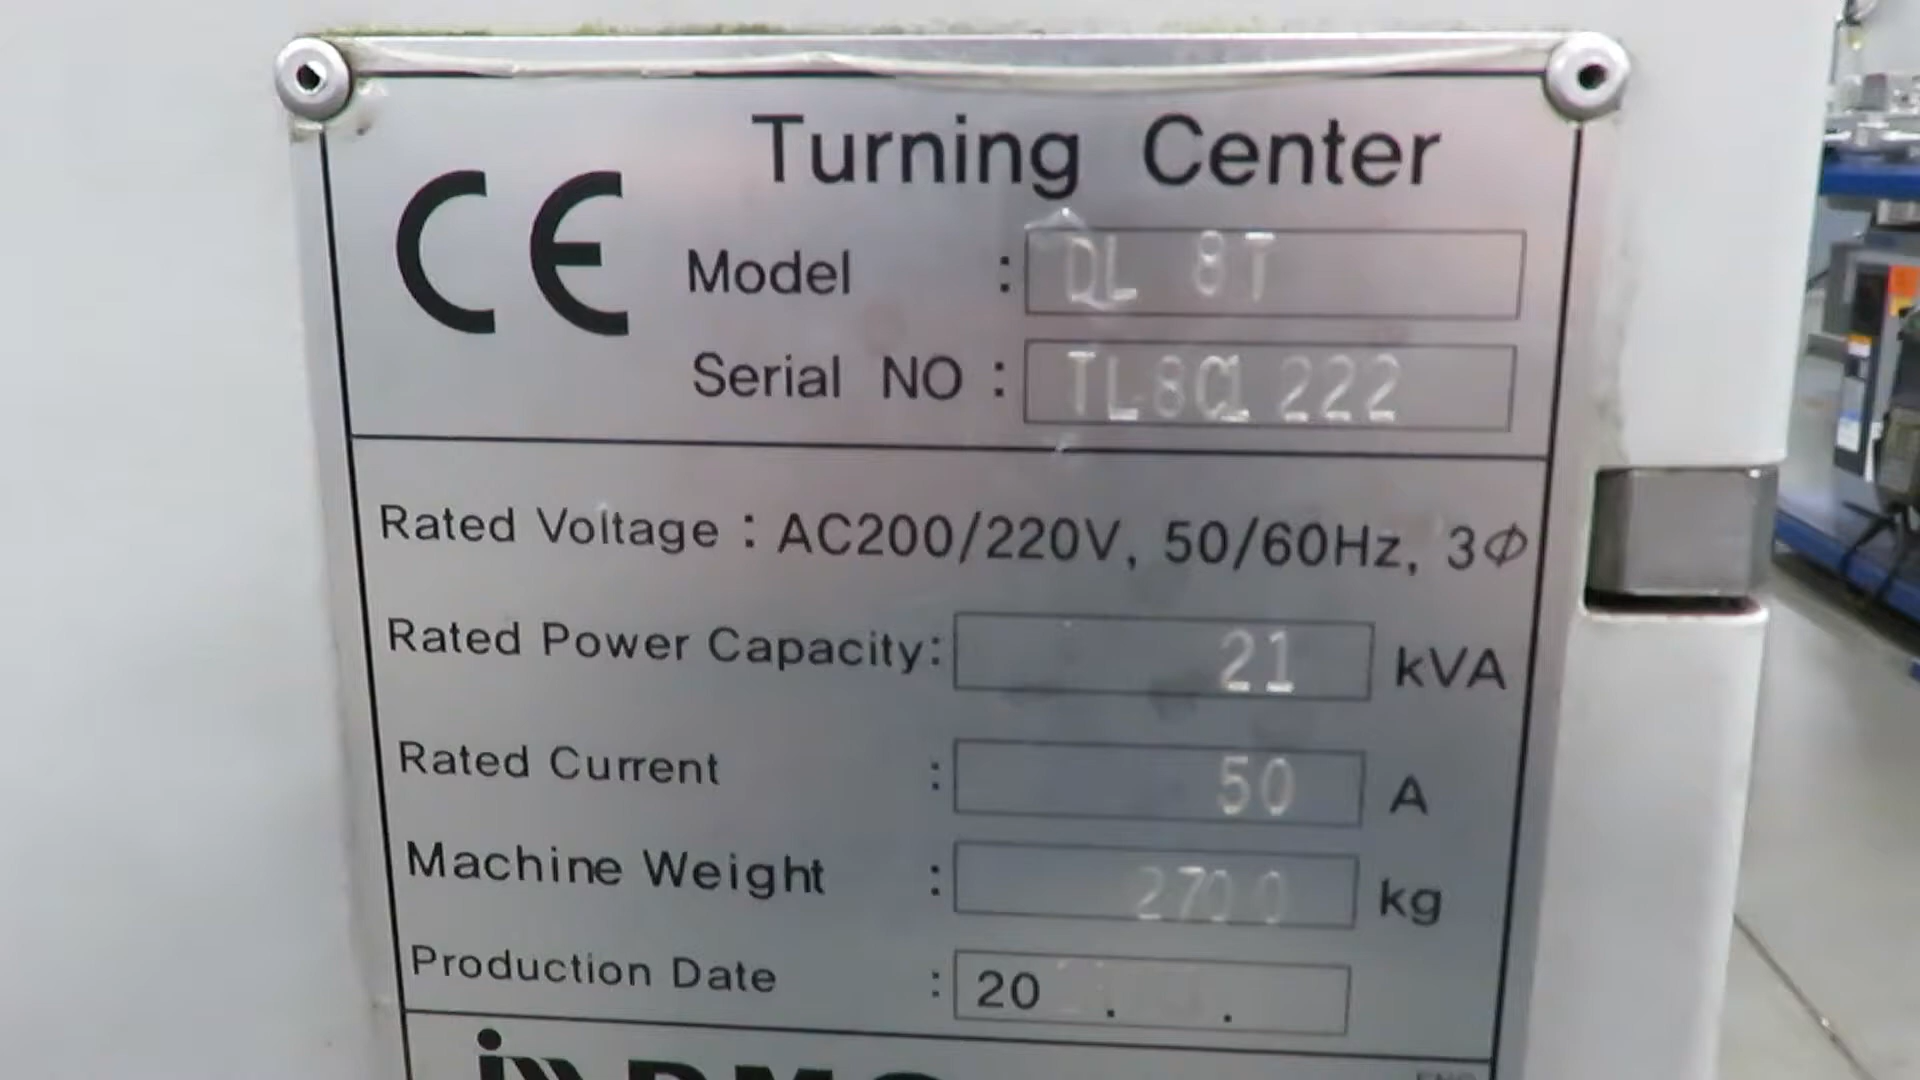 CE
Turning Center
Model : DL 8T
Serial NO : TL8C1222
Rated Voltage : AC200/220V, 50/60Hz, 3Φ
Rated Power Capacity: 21 kVA
Rated Current : 50 A
Machine Weight : 2700 kg
Production Date : 20 . .